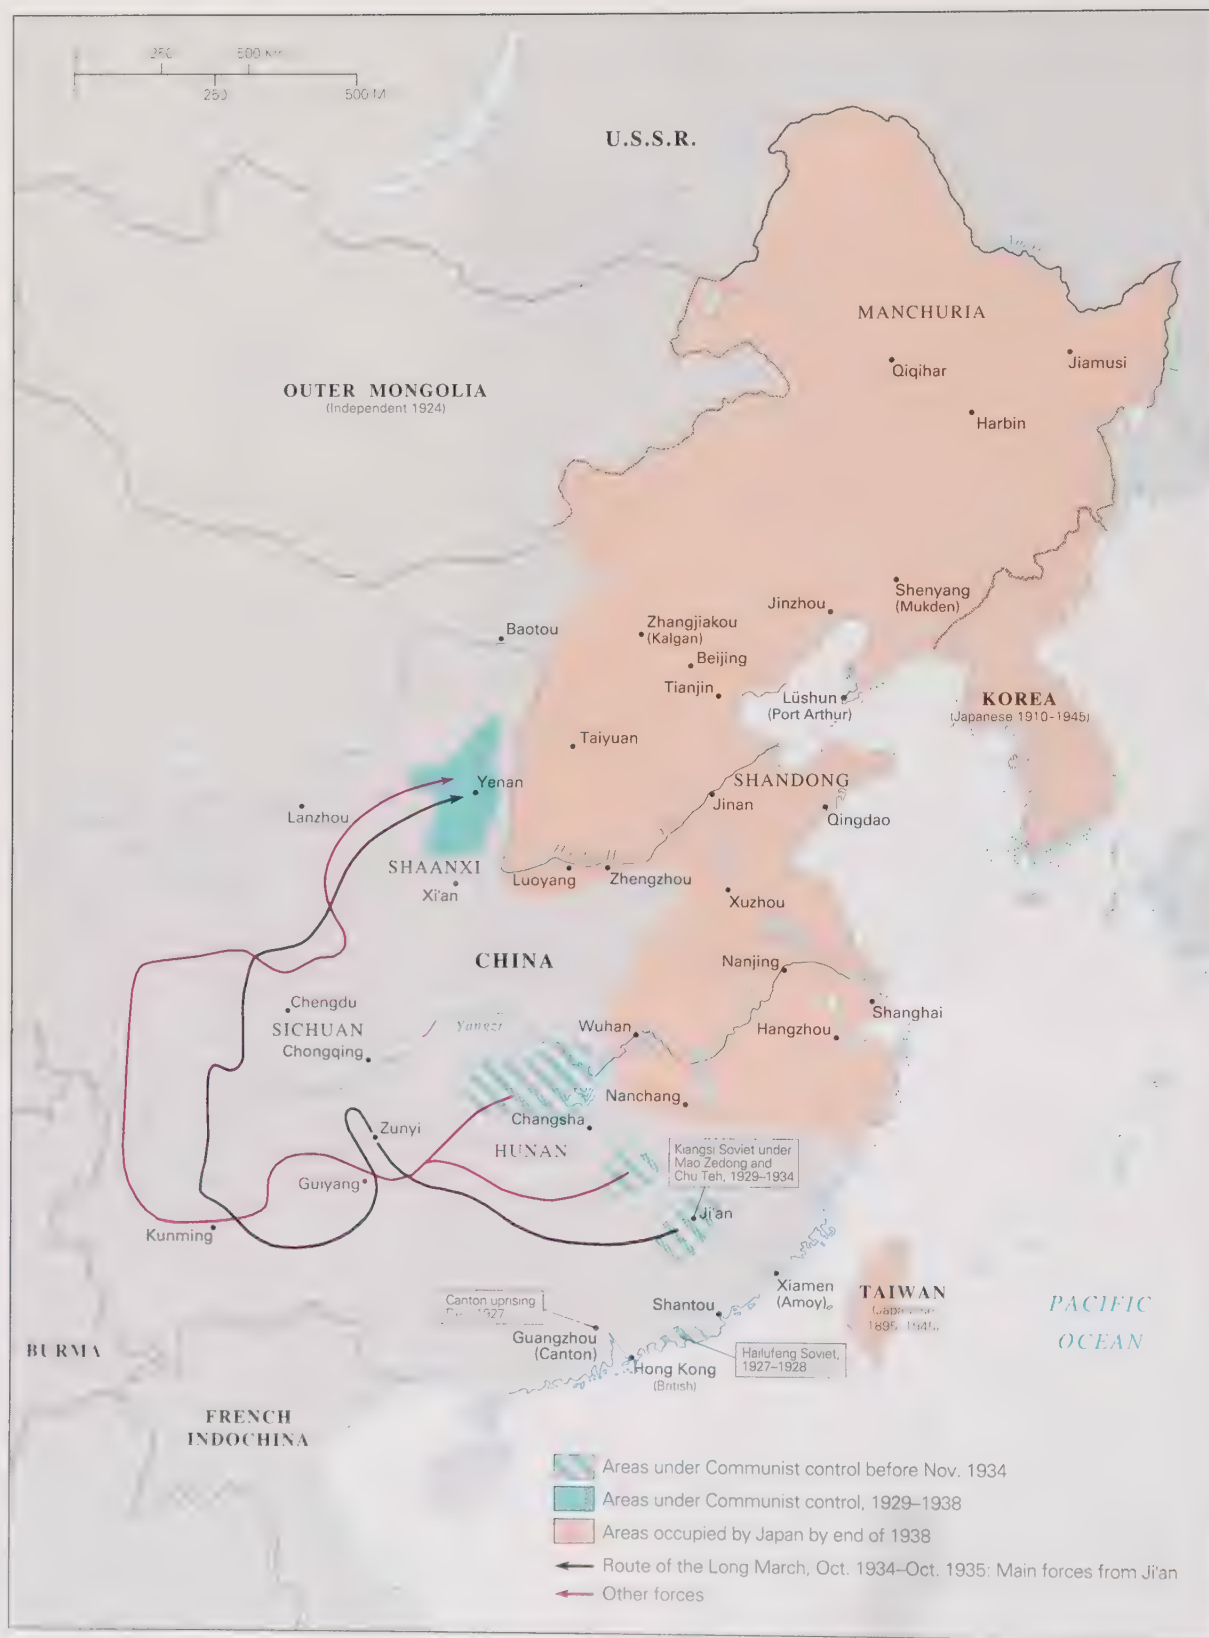 250
500 Km
250
500 M
U.S.S.R.
MANCHURIA
Qiqihar
Jiamusi
Harbin
OUTER MONGOLIA
(Independent 1924)
Shenyang
(Mukden)
Jinzhou
Zhangjiakou
(Kalgan)
Baotou
Beijing
Tianjin
Lüshun
(Port Arthur)
KOREA
(Japanese 1910-1945)
Taiyuan
Yenan
SHANDONG
Jinan
Qingdao
Lanzhou
SHAANXI
Xi'an
Luoyang
Zhengzhou
Xuzhou
CHINA
Nanjing
Chengdu
SICHUAN
Chongqing
Yangzi
Wuhan
Hangzhou
Shanghai
Nanchang
Changsha
Zunyi
HUNAN
Kiangsi Soviet under
Mao Zedong and
Chu Teh, 1929–1934
Guiyang
Ji'an
Kunming
Xiamen
(Amoy)
TAIWAN
1895
PACIFIC
OCEAN
Canton uprising
1927
Shantou
Guangzhou
(Canton)
Hailufeng Soviet,
1927–1928
Hong Kong
(British)
BURMA
FRENCH
INDOCHINA
Areas under Communist control before Nov. 1934
Areas under Communist control, 1929–1938
Areas occupied by Japan by end of 1938
Route of the Long March, Oct. 1934–Oct. 1935: Main forces from Ji'an
Other forces